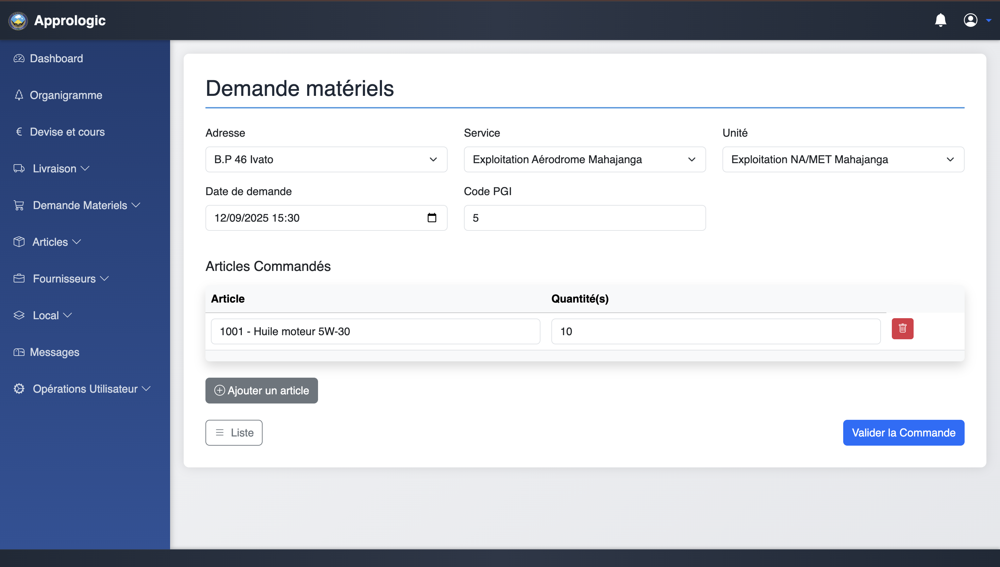 Apprologic
Dashboard
Organigramme
€ Devise et cours
Livraison
Demande Materiels
Articles
Fournisseurs
Local
Messages
Opérations Utilisateur
Demande matériels
Adresse
Service
Unité
B.P 46 Ivato
Exploitation Aérodrome Mahajanga
Exploitation NA/MET Mahajanga
Date de demande
Code PGI
12/09/2025 15:30
5
Articles Commandés
Article
Quantité(s)
1001 - Huile moteur 5W-30
10
Ajouter un article
Liste
Valider la Commande